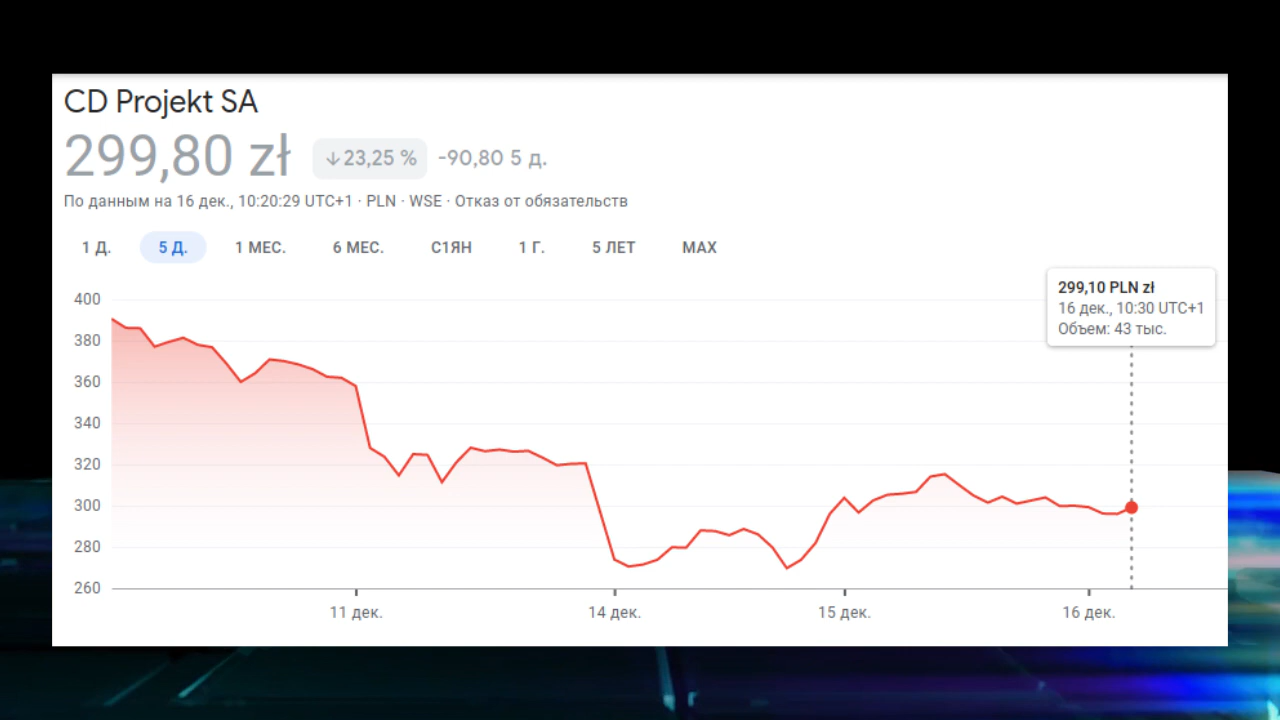 CD Projekt SA
299,80 zł ↓23,25 % -90,80 5 д.
По данным на 16 дек., 10:20:29 UTC+1 · PLN · WSE · Отказ от обязательств
1 Д. 5 Д. 1 МЕС. 6 МЕС. С1ЯН 1 Г. 5 ЛЕТ MAX
299,10 PLN zł
16 дек., 10:30 UTC+1
Объем: 43 тыс.
400
380
360
340
320
300
280
260
11 дек. 14 дек. 15 дек. 16 дек.